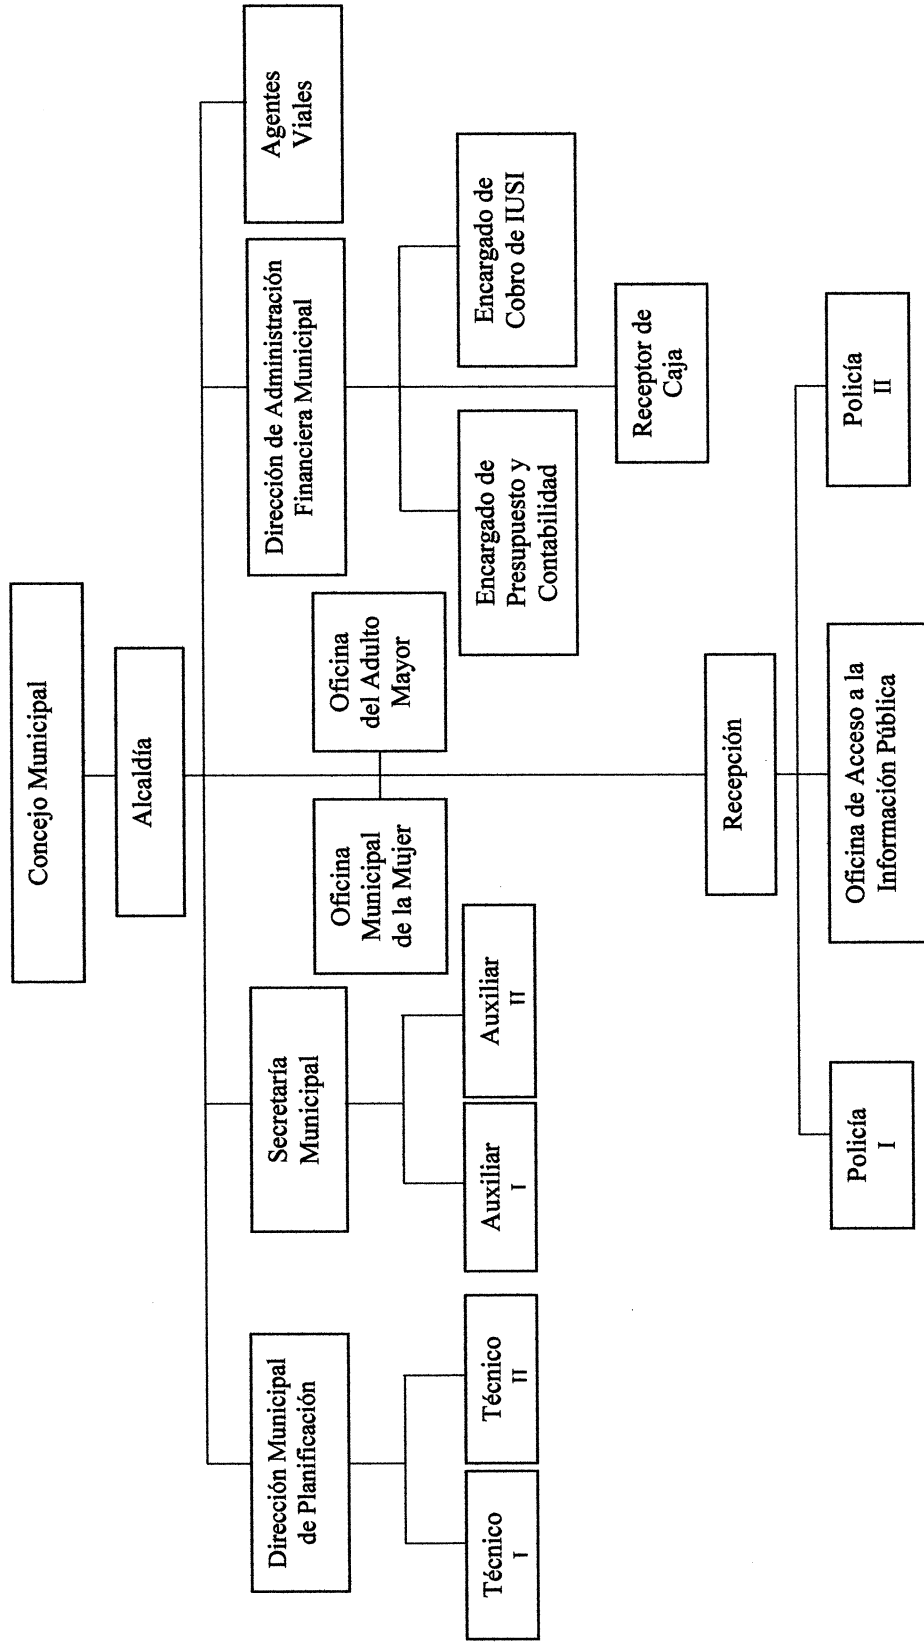 Concejo Municipal
Alcaldía
Dirección Municipal
de Planificación
Secretaría
Municipal
Dirección de Administración
Financiera Municipal
Agentes
Viales
Oficina
Municipal
de la Mujer
Oficina
del Adulto
Mayor
Técnico
I
Técnico
II
Auxiliar
I
Auxiliar
II
Encargado de
Presupuesto y
Contabilidad
Encargado de
Cobro de IUSI
Receptor de
Caja
Recepción
Policía
I
Oficina de Acceso a la
Información Pública
Policía
II